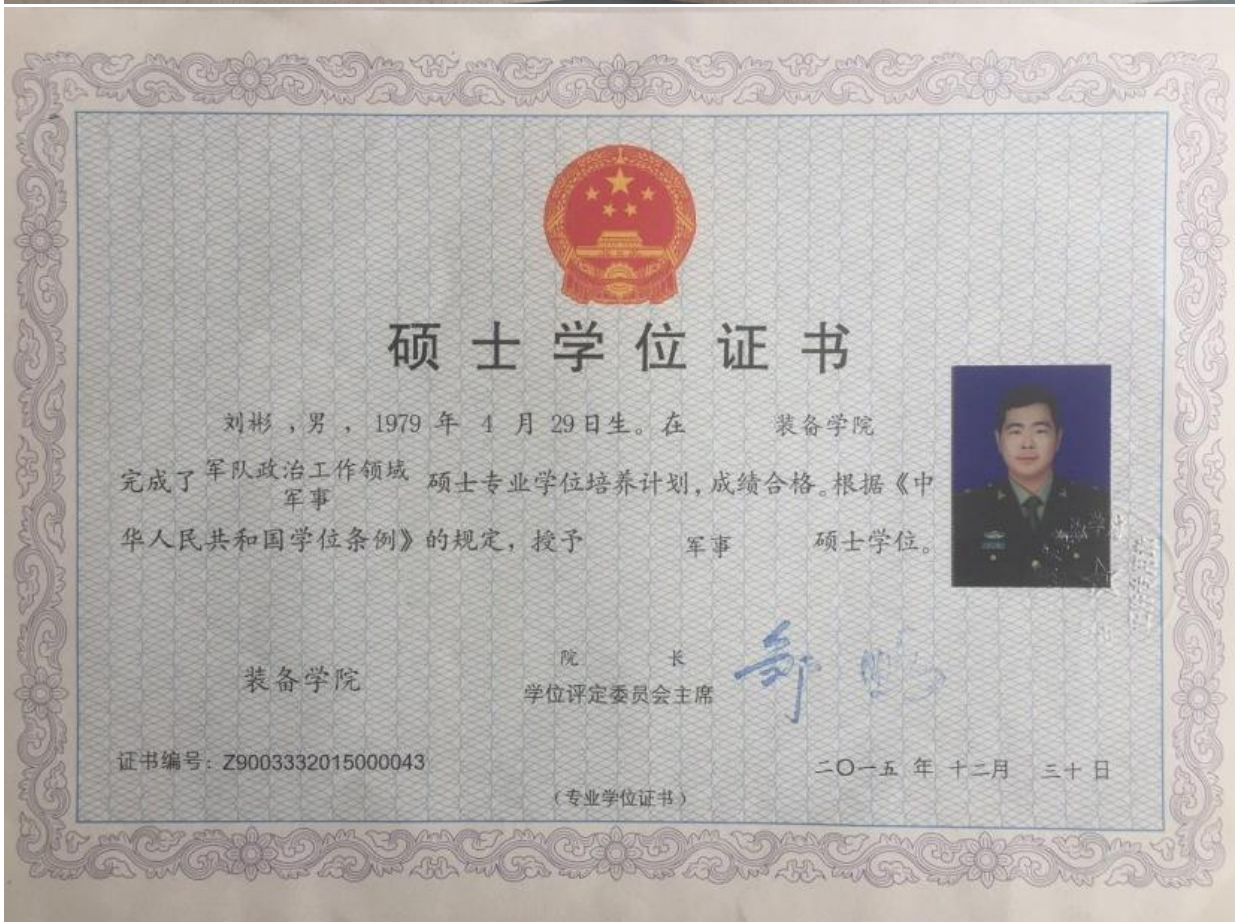 硕士学位证书
刘彬，男，1979 年 4 月 29日生。在 装备学院
完成了 军队政治工作领域 军事 硕士专业学位培养计划，成绩合格。根据《中
华人民共和国学位条例》的规定，授予 军事 硕士学位。
院 长
装备学院
学位评定委员会主席
证书编号：Z9003332015000043
二〇一五 年 十二月 三十 日
（专业学位证书）